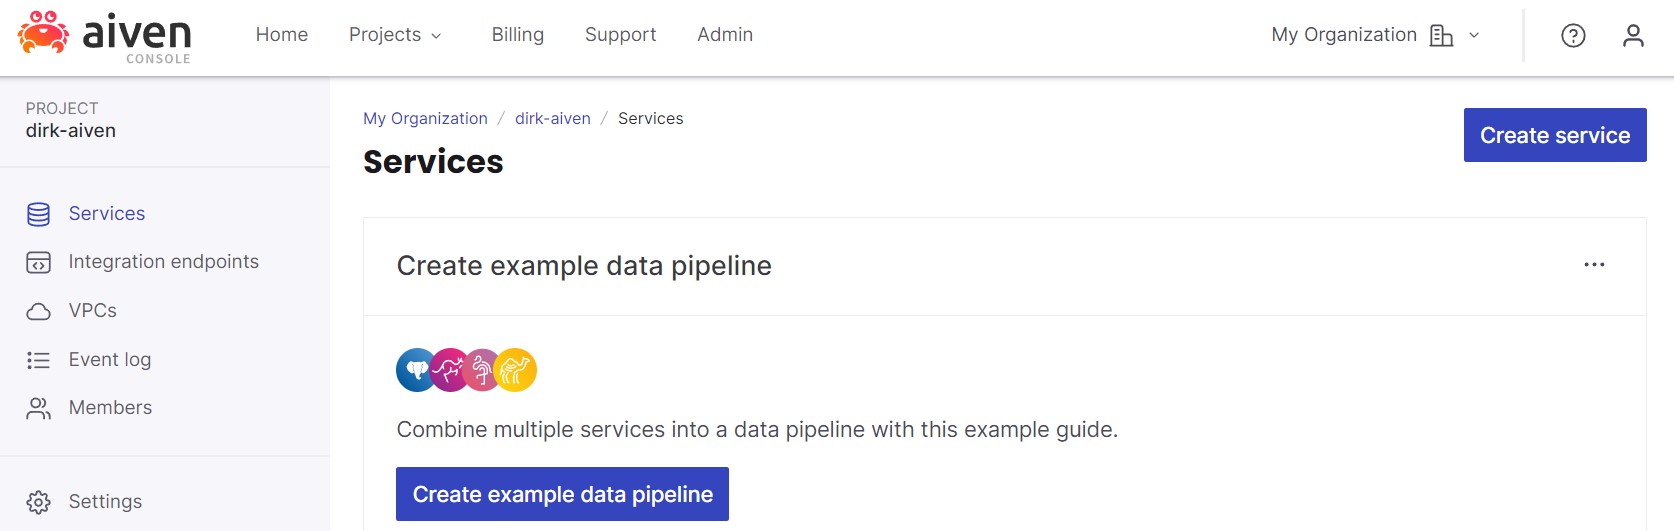 aiven
CONSOLE
Home
Projects
Billing
Support
Admin
My Organization
PROJECT
dirk-aiven
Services
Integration endpoints
VPCs
Event log
Members
Settings
My Organization / dirk-aiven / Services
Services
Create service
Create example data pipeline
Combine multiple services into a data pipeline with this example guide.
Create example data pipeline